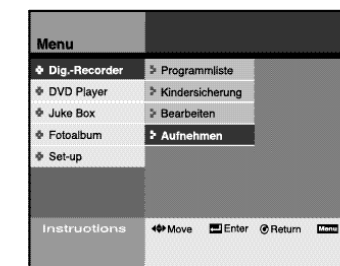 Menu
Dig.-Recorder
Programmliste
DVD Player
Kindersicherung
Juke Box
Bearbeiten
Fotoalbum
Aufnehmen
Set-up
Instructions Move Enter Return Menu